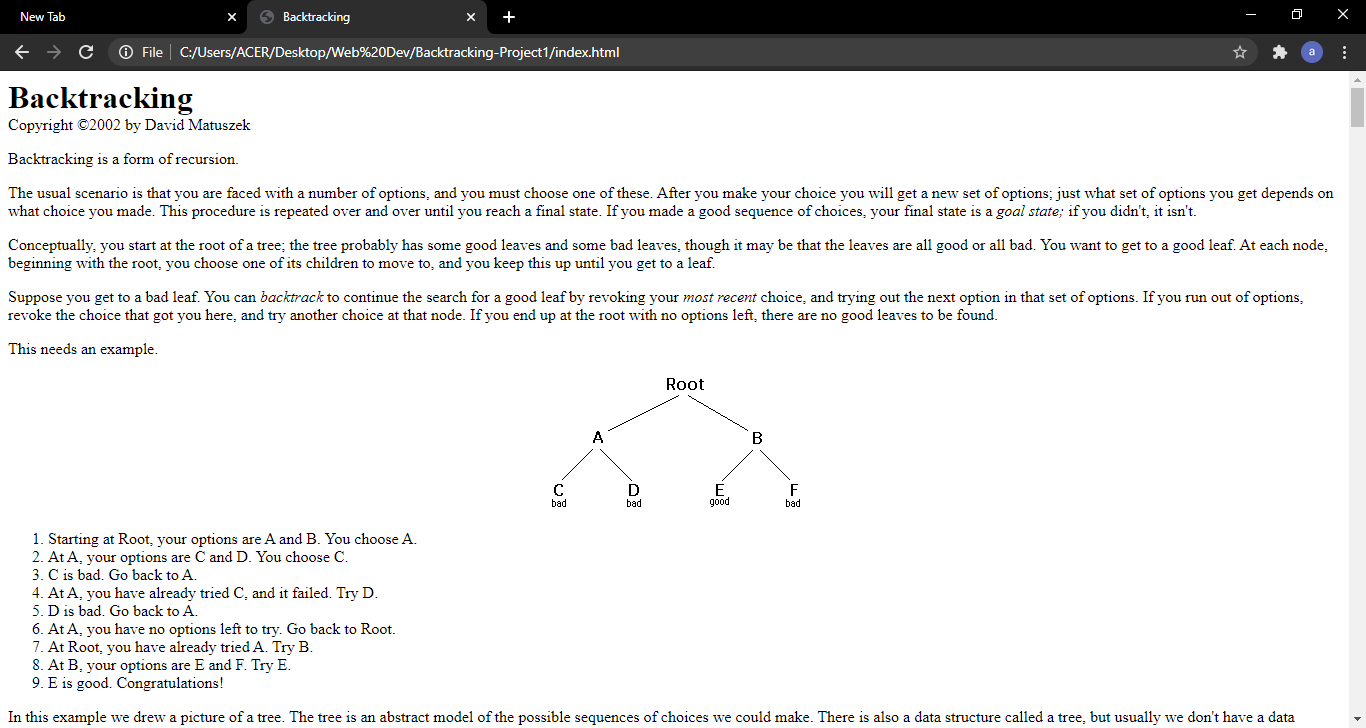 New Tab
Backtracking
File
C:/Users/ACER/Desktop/Web%20Dev/Backtracking-Project1/index.html
a
Backtracking
Copyright ©2002 by David Matuszek
Backtracking is a form of recursion.
The usual scenario is that you are faced with a number of options, and you must choose one of these. After you make your choice you will get a new set of options; just what set of options you get depends on
what choice you made. This procedure is repeated over and over until you reach a final state. If you made a good sequence of choices, your final state is a goal state; if you didn't, it isn't.
Conceptually, you start at the root of a tree; the tree probably has some good leaves and some bad leaves, though it may be that the leaves are all good or all bad. You want to get to a good leaf. At each node,
beginning with the root, you choose one of its children to move to, and you keep this up until you get to a leaf.
Suppose you get to a bad leaf. You can backtrack to continue the search for a good leaf by revoking your most recent choice, and trying out the next option in that set of options. If you run out of options,
revoke the choice that got you here, and try another choice at that node. If you end up at the root with no options left, there are no good leaves to be found.
This needs an example.
Root
A B
C D E F
bad bad good bad
1. Starting at Root, your options are A and B. You choose A.
2. At A, your options are C and D. You choose C.
3. C is bad. Go back to A.
4. At A, you have already tried C, and it failed. Try D.
5. D is bad. Go back to A.
6. At A, you have no options left to try. Go back to Root.
7. At Root, you have already tried A. Try B.
8. At B, your options are E and F. Try E.
9. E is good. Congratulations!
In this example we drew a picture of a tree. The tree is an abstract model of the possible sequences of choices we could make. There is also a data structure called a tree, but usually we don't have a data